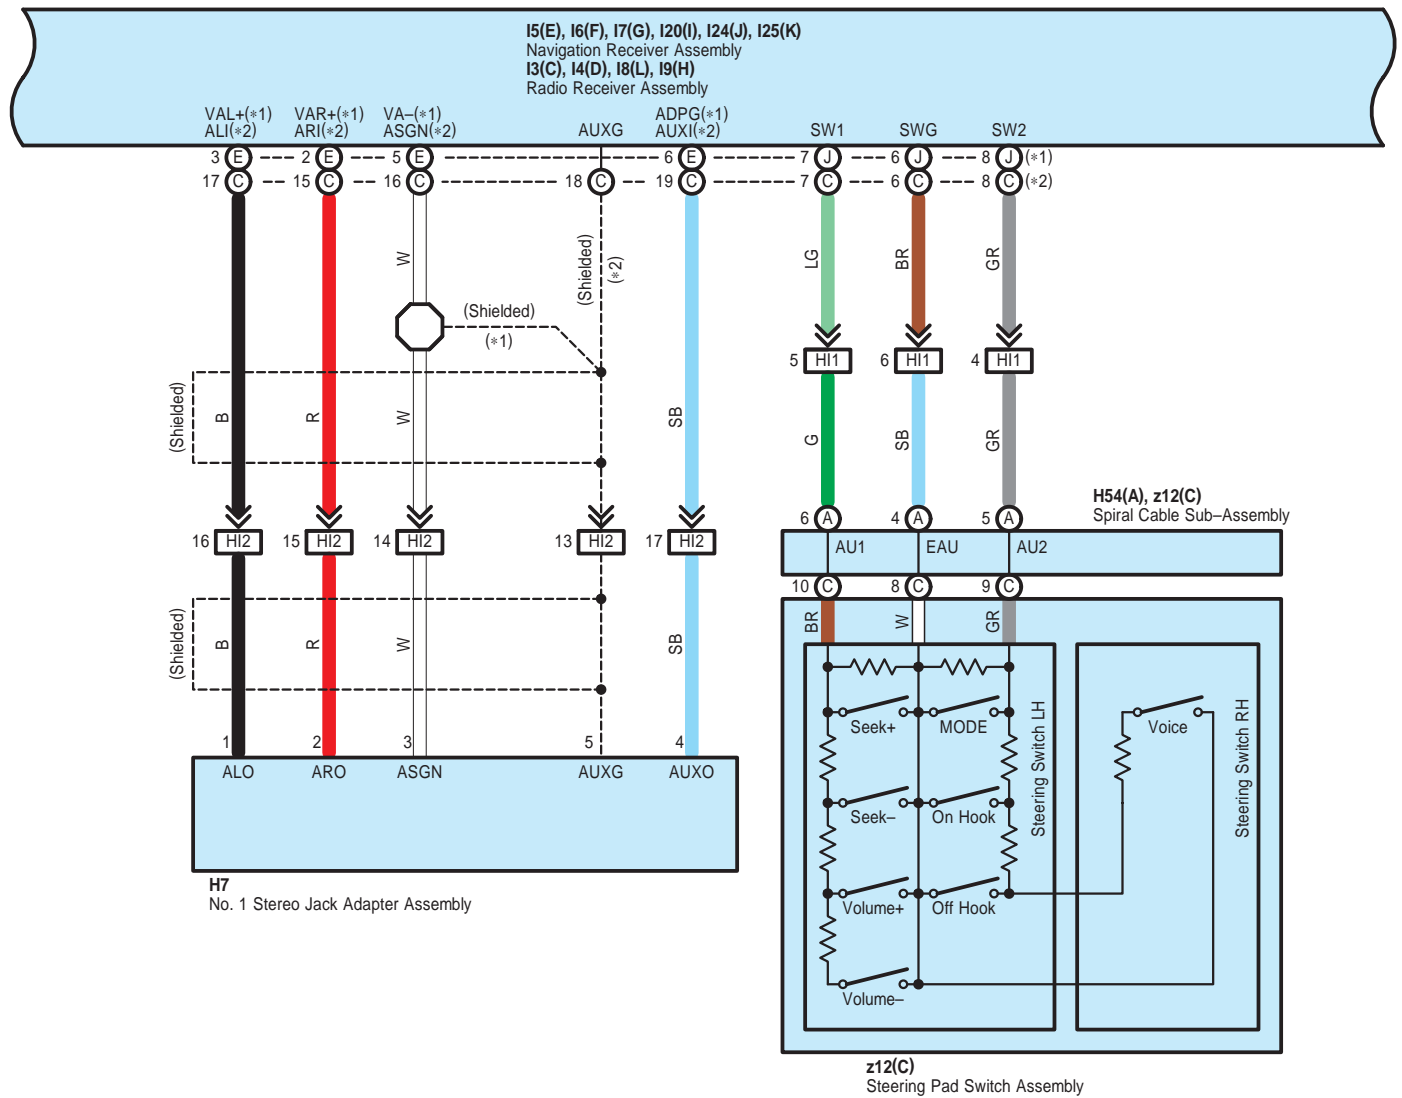 I5(E), I6(F), I7(G), I20(I), I24(J), I25(K)
Navigation Receiver Assembly
I3(C), I4(D), I8(L), I9(H)
Radio Receiver Assembly
VAL+(∗1) VAR+(∗1) VA–(∗1) ADPG(∗1)
ALI(∗2) ARI(∗2) ASGN(∗2) AUXG AUXI(∗2) SW1 SWG SW2
3 E 2 E 5 E 6 E 7 J 6 J 8 J (∗1)
17 C 15 C 16 C 18 C 19 C 7 C 6 C 8 C (∗2)
W
(Shielded)
(∗2)
LG
BR
GR
(Shielded)
(∗1)
5 HI1 6 HI1 4 HI1
(Shielded)
B
R
W
SB
G
SB
GR
H54(A), z12(C)
Spiral Cable Sub–Assembly
6 A 4 A 5 A
16 HI2 15 HI2 14 HI2 13 HI2 17 HI2
AU1 EAU AU2
10 C 8 C 9 C
BR
W
GR
(Shielded)
B
R
W
SB
Seek+ MODE
Voice
Steering Switch LH
Steering Switch RH
1 2 3 5 4
ALO ARO ASGN AUXG AUXO
Seek– On Hook
Volume+ Off Hook
Volume–
H7
No. 1 Stereo Jack Adapter Assembly
z12(C)
Steering Pad Switch Assembly